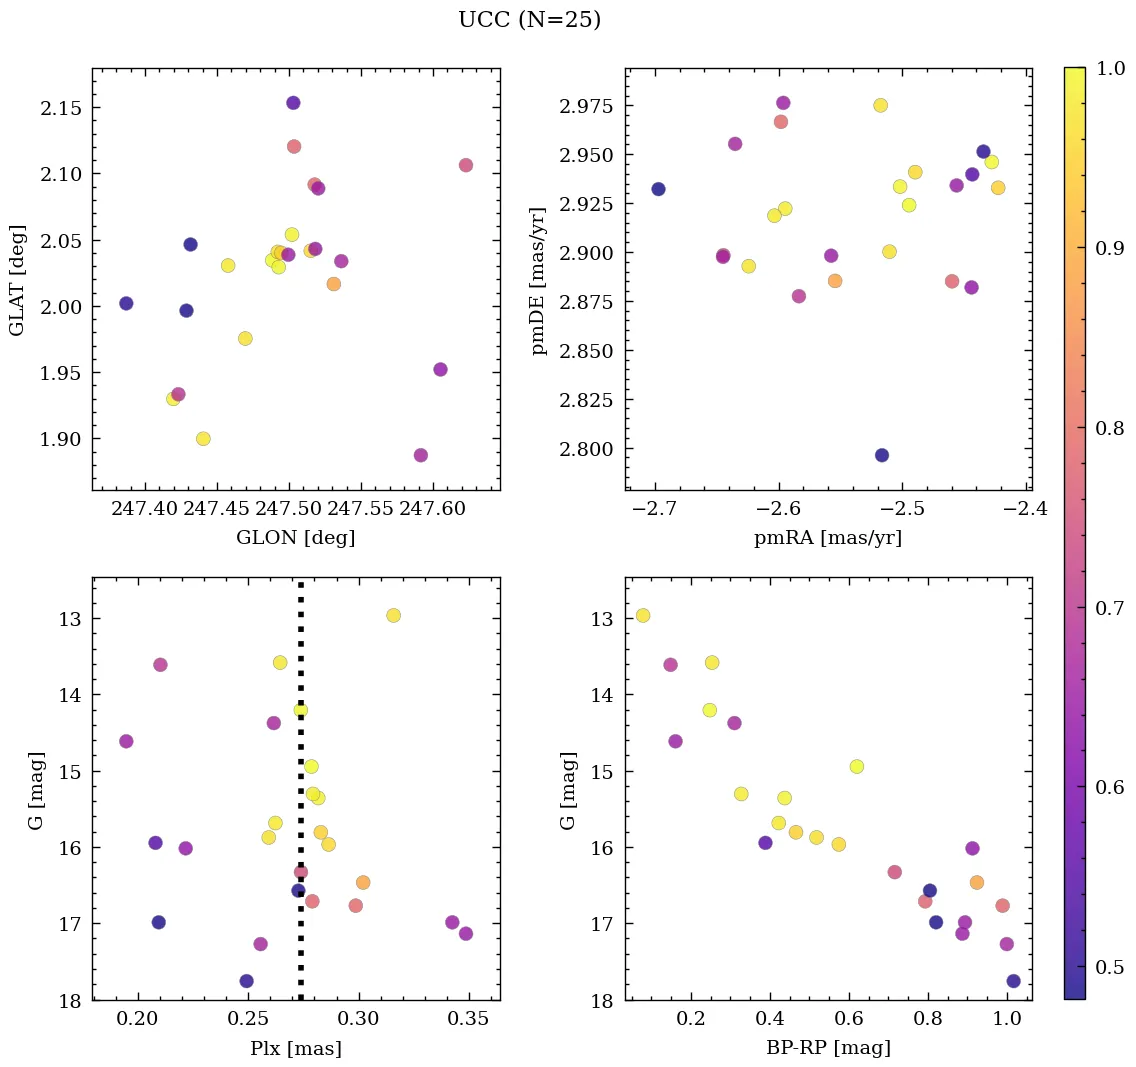 UCC (N=25)
2.15
2.10
2.05
2.00
1.95
1.90
GLAT [deg]
247.40 247.45 247.50 247.55 247.60
GLON [deg]
2.975
2.950
2.925
2.900
2.875
2.850
2.825
2.800
pmDE [mas/yr]
−2.7 −2.6 −2.5 −2.4
pmRA [mas/yr]
13
14
15
16
17
18
G [mag]
0.20 0.25 0.30 0.35
Plx [mas]
13
14
15
16
17
18
G [mag]
0.2 0.4 0.6 0.8 1.0
BP-RP [mag]
1.0
0.9
0.8
0.7
0.6
0.5